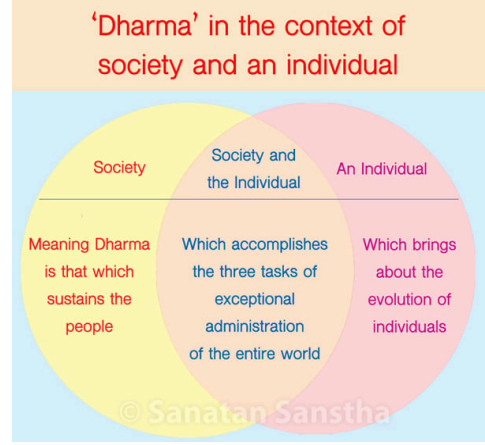 ‘Dharma’ in the context of
society and an individual
Society
Society and
the Individual
An Individual
Meaning Dharma
is that which
sustains the
people
Which accomplishes
the three tasks of
exceptional
administration
of the entire world
Which brings
about the
evolution of
individuals
© Sanatan Sanstha